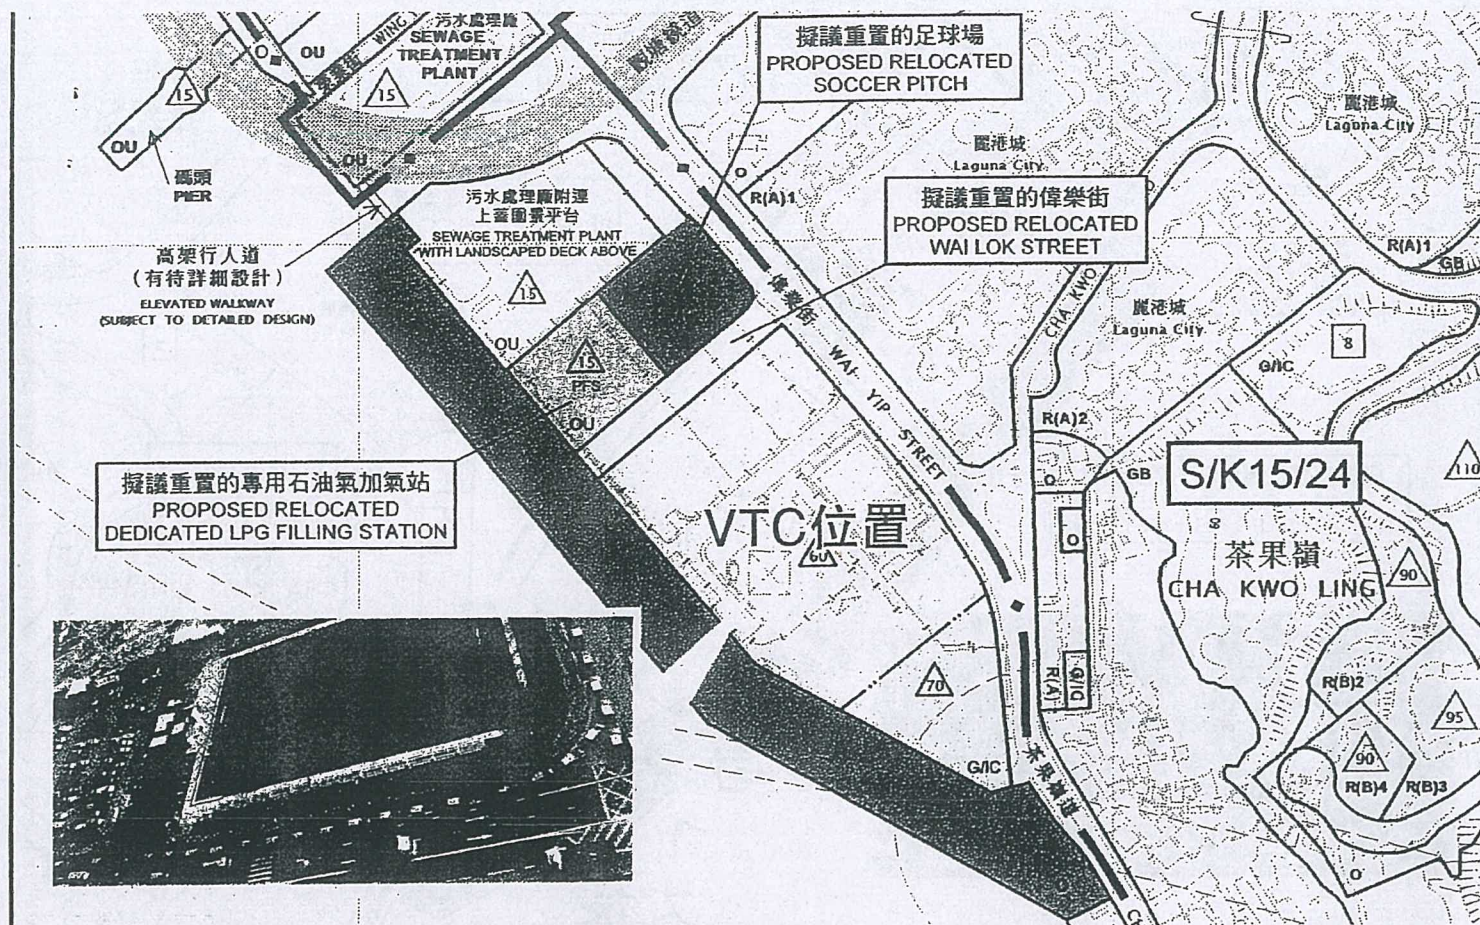 污水處理廠
SEWAGE
TREATMENT
PLANT
WING
OU
O
15
15
OU
碼頭
PIER
OU
觀塘繞道
擬議重置的足球場
PROPOSED RELOCATED
SOCCER PITCH
麗港城
Laguna City
麗港城
Laguna City
O
R(A)1
污水處理廠附連
上蓋園景平台
SEWAGE TREATMENT PLANT
WITH LANDSCAPED DECK ABOVE
15
擬議重置的偉樂街
PROPOSED RELOCATED
WAI LOK STREET
高架行人道
(有待詳細設計)
ELEVATED WALKWAY
(SUBJECT TO DETAILED DESIGN)
R(A)1
GB
CHA KWO
麗港城
Laguna City
WAI YIP STREET
OU
15
PFS
OU
8
G/IC
R(A)2
GB
O
S/K15/24
110
擬議重置的專用石油氣加氣站
PROPOSED RELOCATED
DEDICATED LPG FILLING STATION
VTC位置
60
O
茶果嶺
CHA KWO LING
90
70
R(A)
G/IC
R(B)2
95
90
R(B)4
R(B)3
G/IC
茶果嶺道
O
O